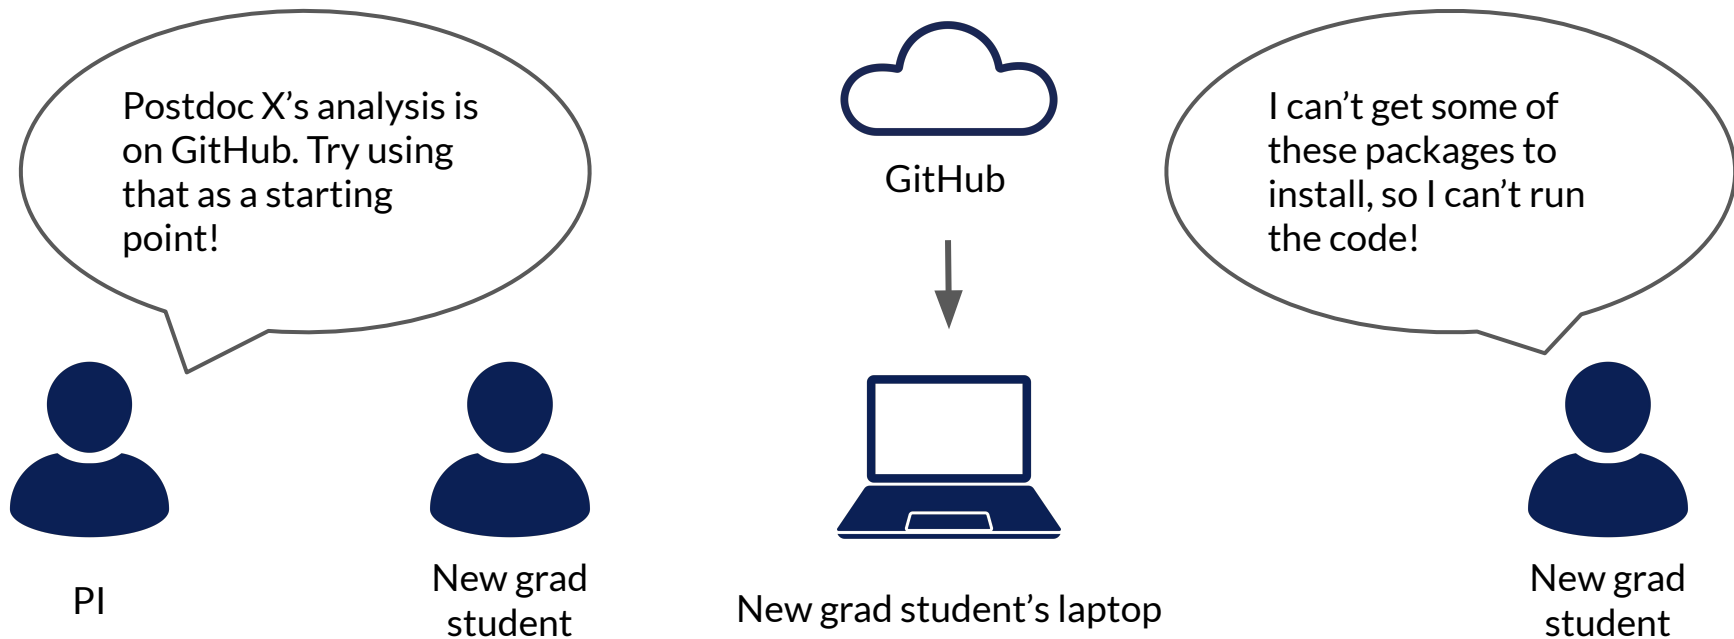 Postdoc X’s analysis is
on GitHub. Try using
that as a starting
point!
PI
New grad
student
GitHub
New grad student’s laptop
I can’t get some of
these packages to
install, so I can’t run
the code!
New grad
student